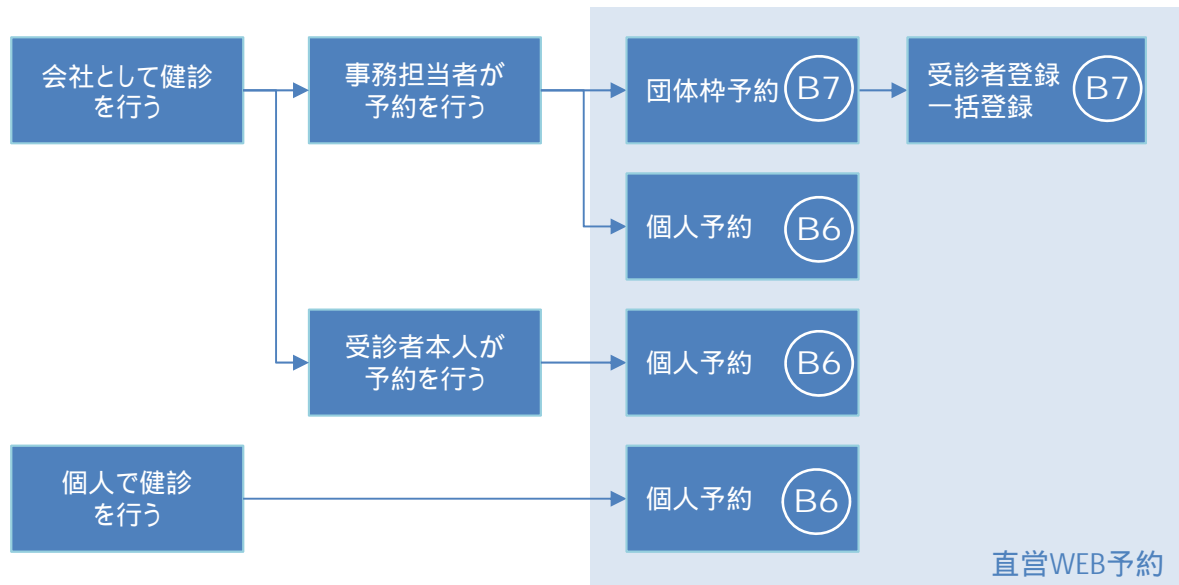 会社として健診
を行う
事務担当者が
予約を行う
団体枠予約 B7
受診者登録
一括登録 B7
個人予約 B6
受診者本人が
予約を行う
個人予約 B6
個人で健診
を行う
個人予約 B6
直営WEB予約